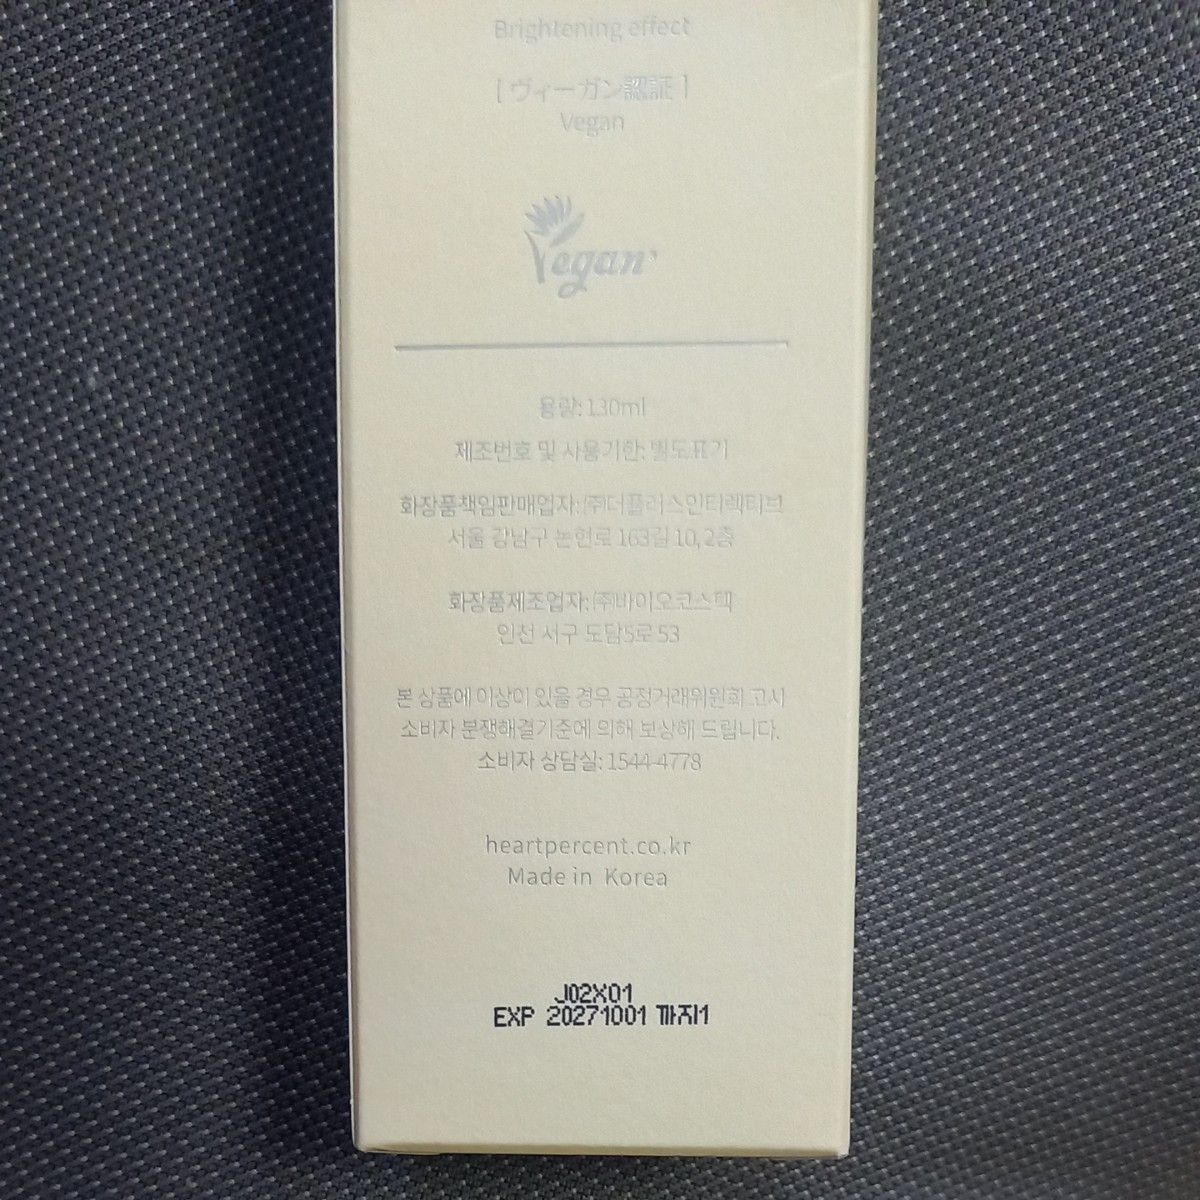 Brightening effect
[ ヴィーガン認証 ]
Vegan
Vegan
용량: 130ml
제조번호 및 사용기한: 별도표기
화장품책임판매업자: ㈜더플러스인터렉티브
서울 강남구 논현로 163길 10, 2층
화장품제조업자: ㈜바이오코스텍
인천 서구 도담5로 53
본 상품에 이상이 있을 경우 공정거래위원회 고시
소비자 분쟁해결기준에 의해 보상해 드립니다.
소비자 상담실: 1544-4778
heartpercent.co.kr
Made in Korea
J02X01
EXP 20271001 까지1